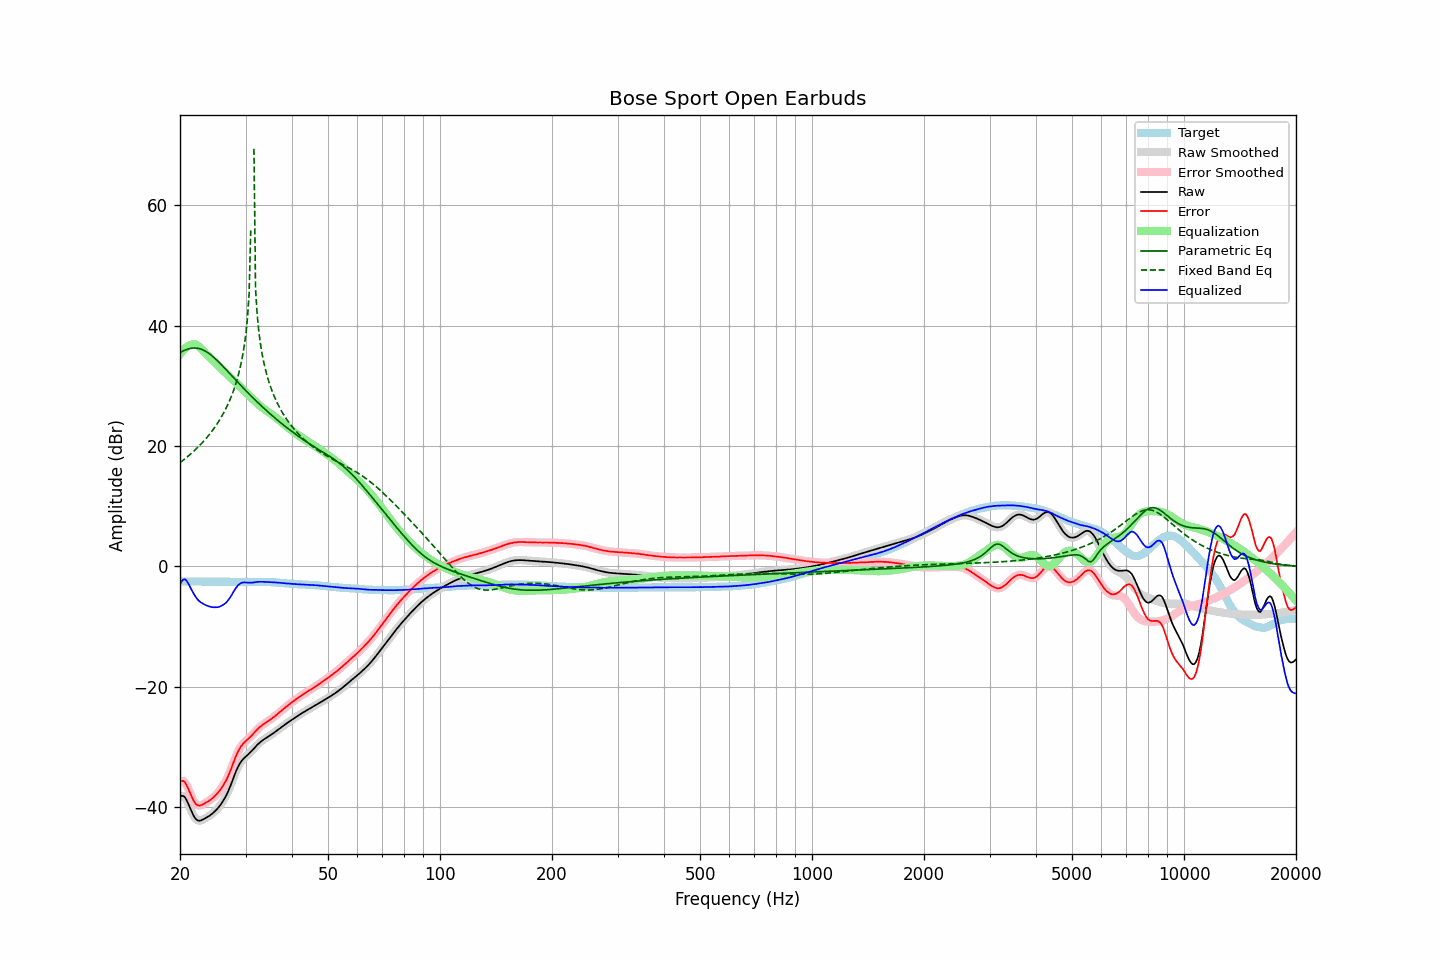 Bose Sport Open Earbuds
Target
Raw Smoothed
Error Smoothed
Raw
Error
Equalization
Parametric Eq
Fixed Band Eq
Equalized
Amplitude (dBr)
60
40
20
0
−20
−40
20
50
100
200
500
1000
2000
5000
10000
20000
Frequency (Hz)